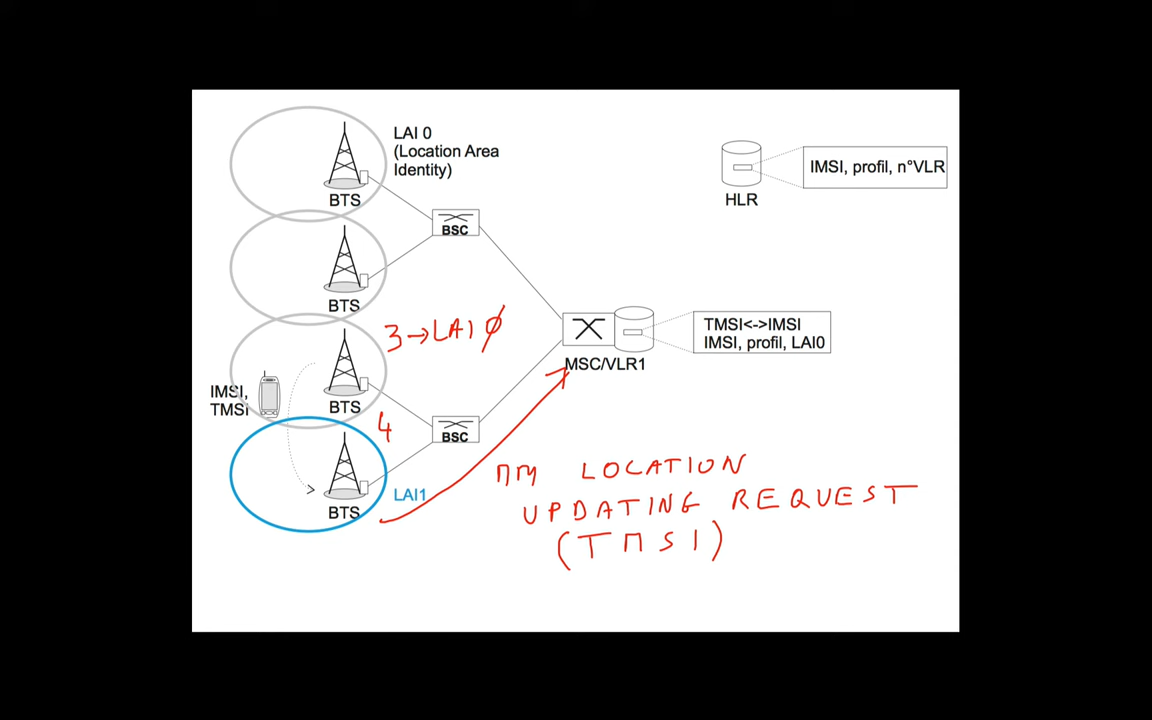 LAI 0
(Location Area
Identity)
BTS
BSC
BTS
IMSI, profil, n°VLR
HLR
3→LAI 0
TMSI<->IMSI
IMSI, profil, LAI0
MSC/VLR1
IMSI,
TMSI
BTS
4
BSC
LAI1
BTS
MM LOCATION
UPDATING REQUEST
(TMSI)